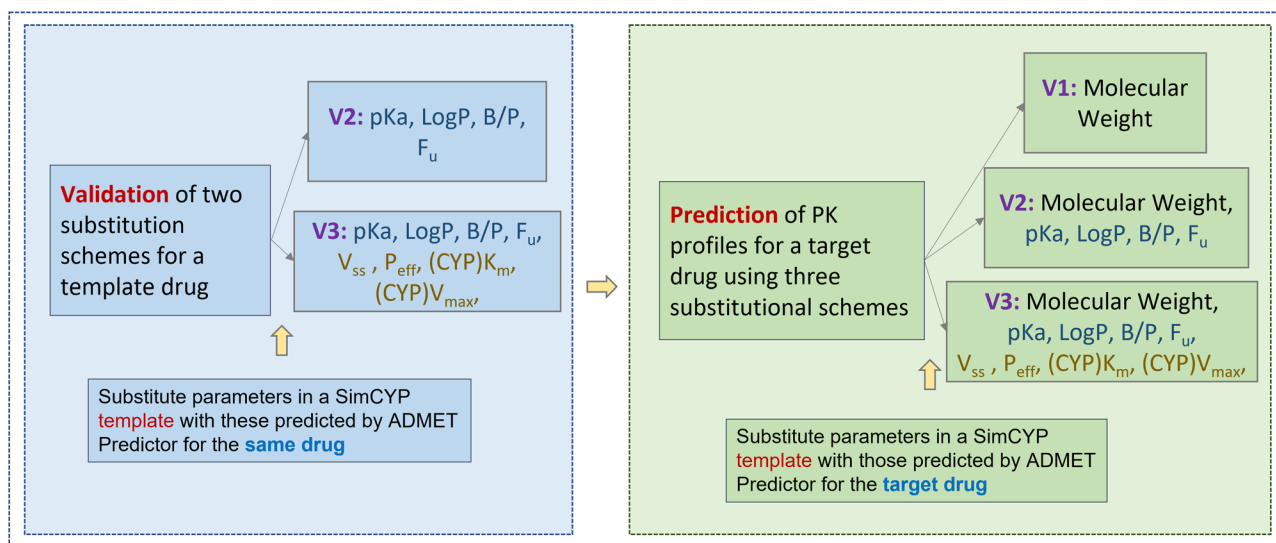 V2: pKa, LogP, B/P,
Fu
Validation of two
substitution
schemes for a
template drug
V3: pKa, LogP, B/P, Fu,
Vss , Peff, (CYP)Km,
(CYP)Vmax,
Substitute parameters in a SimCYP
template with these predicted by ADMET
Predictor for the same drug
V1: Molecular
Weight
Prediction of PK
profiles for a target
drug using three
substitutional schemes
V2: Molecular Weight,
pKa, LogP, B/P, Fu
V3: Molecular Weight,
pKa, LogP, B/P, Fu,
Vss , Peff, (CYP)Km, (CYP)Vmax,
Substitute parameters in a SimCYP
template with those predicted by ADMET
Predictor for the target drug